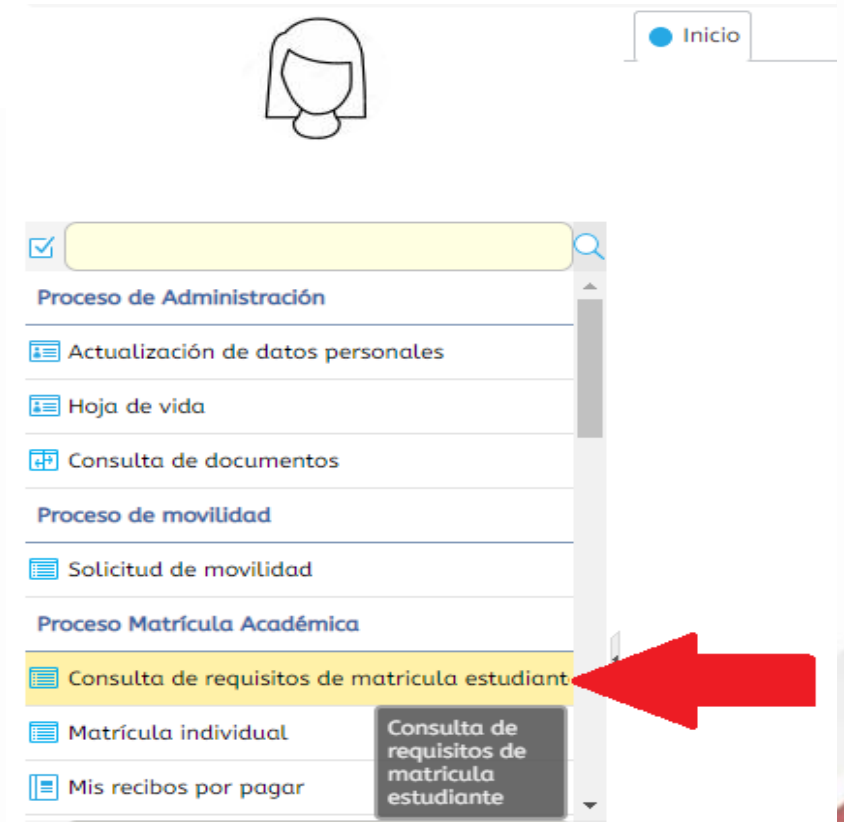 Inicio
Proceso de Administración
Actualización de datos personales
Hoja de vida
Consulta de documentos
Proceso de movilidad
Solicitud de movilidad
Proceso Matrícula Académica
Consulta de requisitos de matricula estudiant
Matrícula individual
Consulta de
requisitos de
matricula
estudiante
Mis recibos por pagar